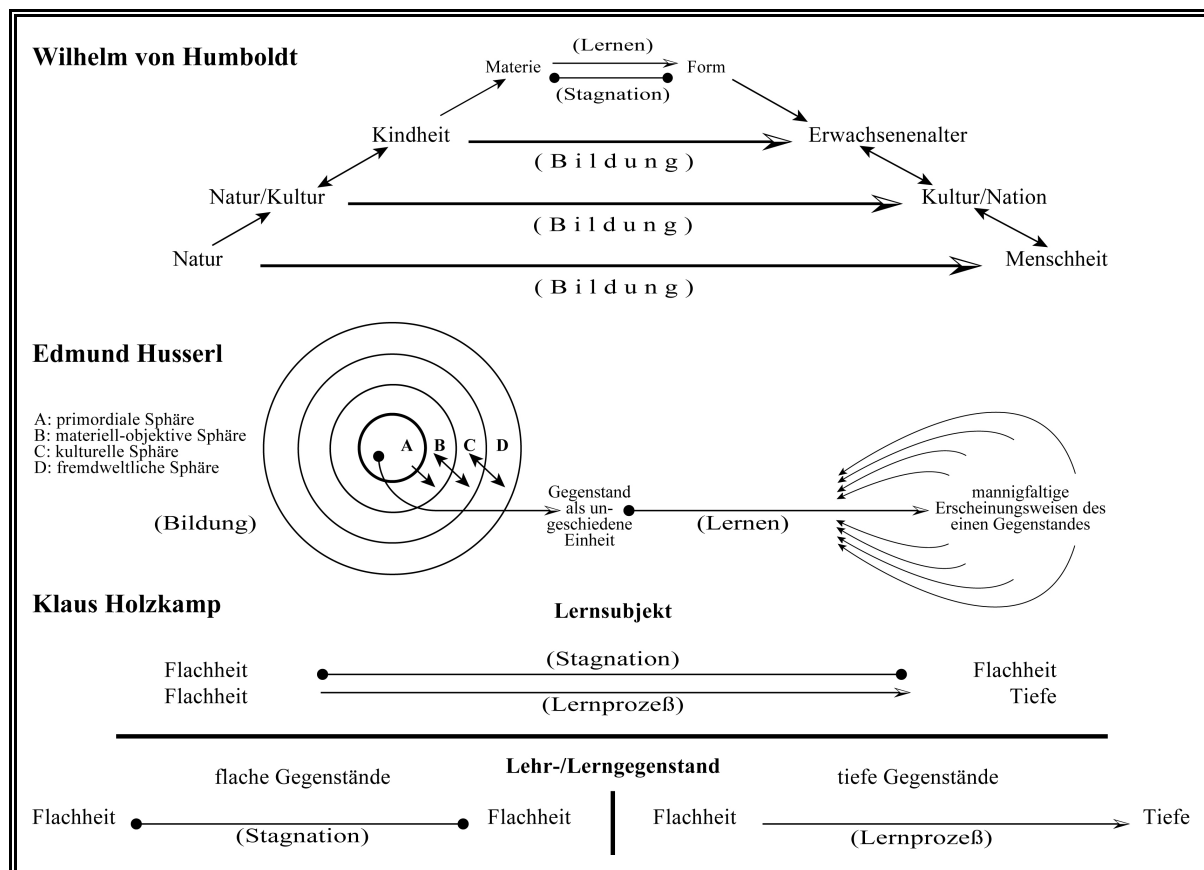 Wilhelm von Humboldt
(Lernen)
Materie Form
(Stagnation)
Kindheit Erwachsenenalter
(Bildung)
Natur/Kultur Kultur/Nation
(Bildung)
Natur Menschheit
(Bildung)
Edmund Husserl
A: primordiale Sphäre
B: materiell-objektive Sphäre
C: kulturelle Sphäre
D: fremdweltliche Sphäre
A B C D
(Bildung)
Gegenstand
als un-
geschiedene
Einheit
(Lernen)
mannigfaltige
Erscheinungsweisen des
einen Gegenstandes
Klaus Holzkamp
Lernsubjekt
(Stagnation)
Flachheit Flachheit
Flachheit Tiefe
(Lernprozeß)
Lehr-/Lerngegenstand
flache Gegenstände tiefe Gegenstände
Flachheit Flachheit Flachheit Tiefe
(Stagnation) (Lernprozeß)